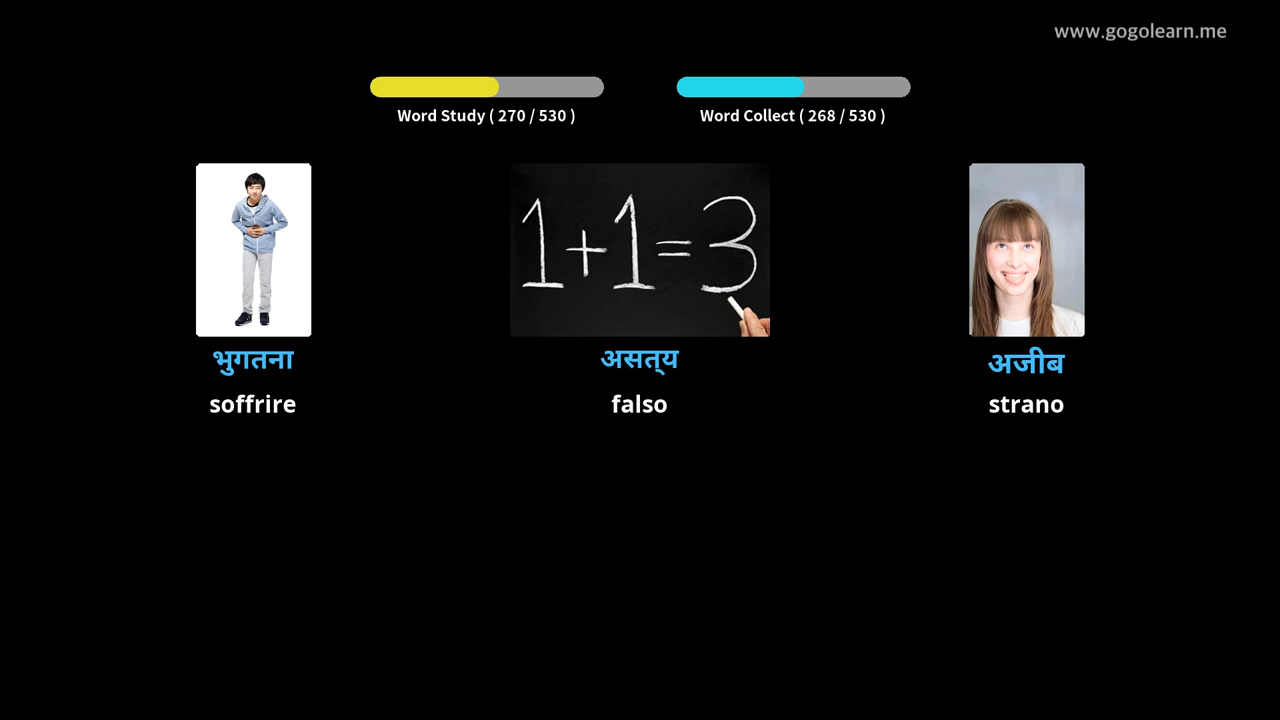 www.gogolearn.me
Word Study ( 270 / 530 )
Word Collect ( 268 / 530 )
1+1=3
भुगतना
असत्य
अजीब
soffrire
falso
strano